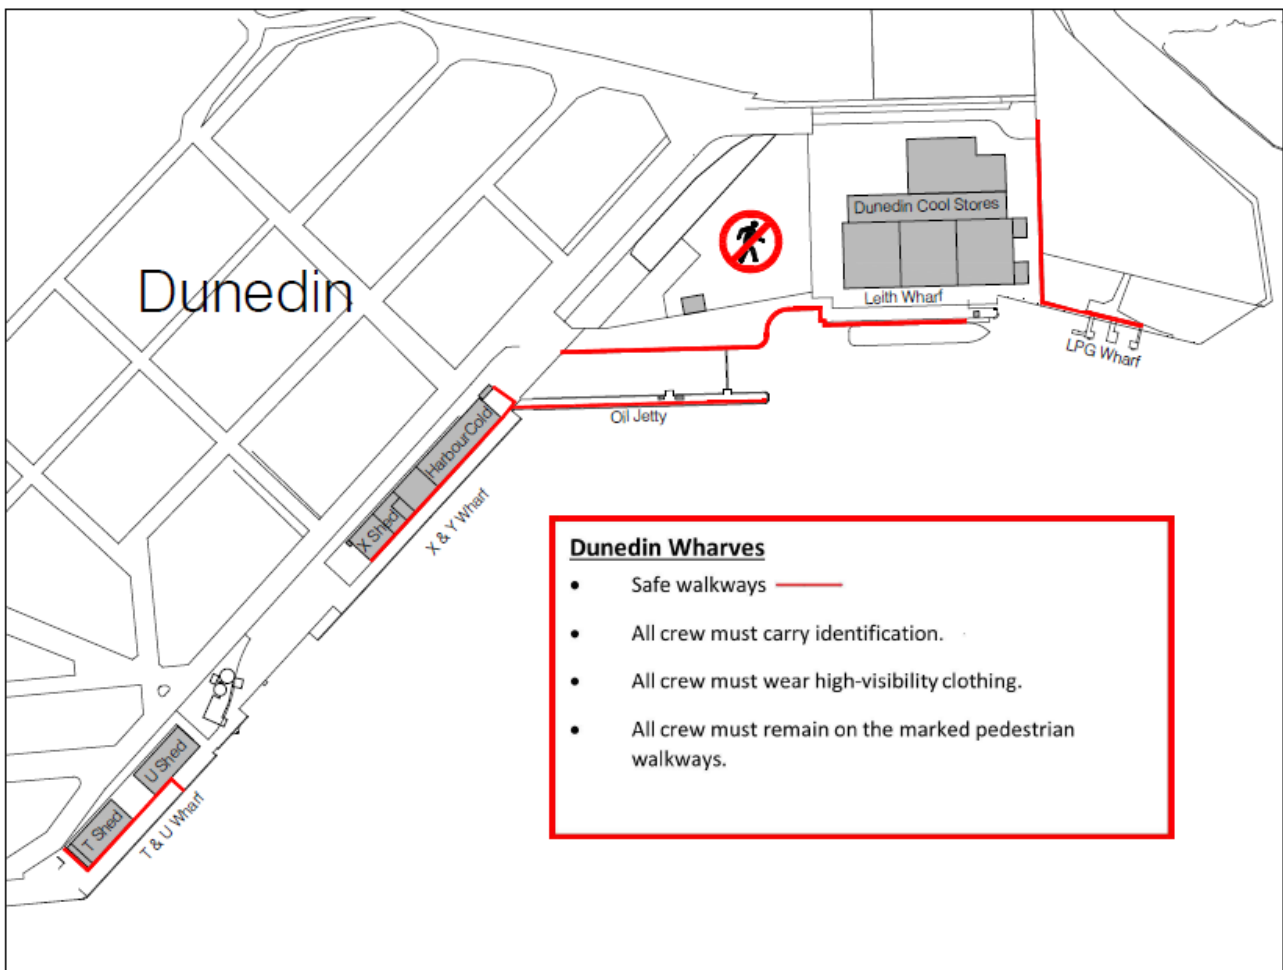 Dunedin
Dunedin Cool Stores
Leith Wharf
LPG Wharf
Oil Jetty
HarbourCold
X Shed
X & Y Wharf
U Shed
T Shed
T & U Wharf
Dunedin Wharves
• Safe walkways
• All crew must carry identification.
• All crew must wear high-visibility clothing.
• All crew must remain on the marked pedestrian
walkways.